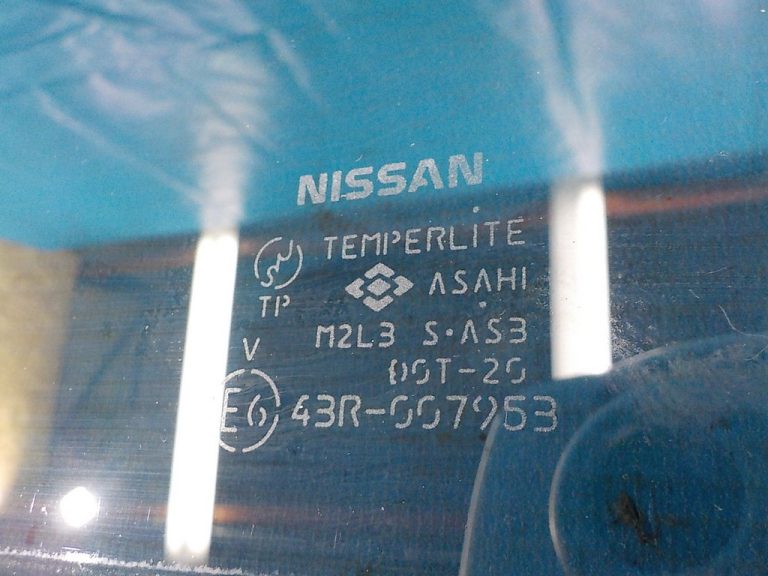 NISSAN
TEMPERLITE
TP
ASAHI
M2L3 S·AS3
V
DOT-20
E6 43R-007953